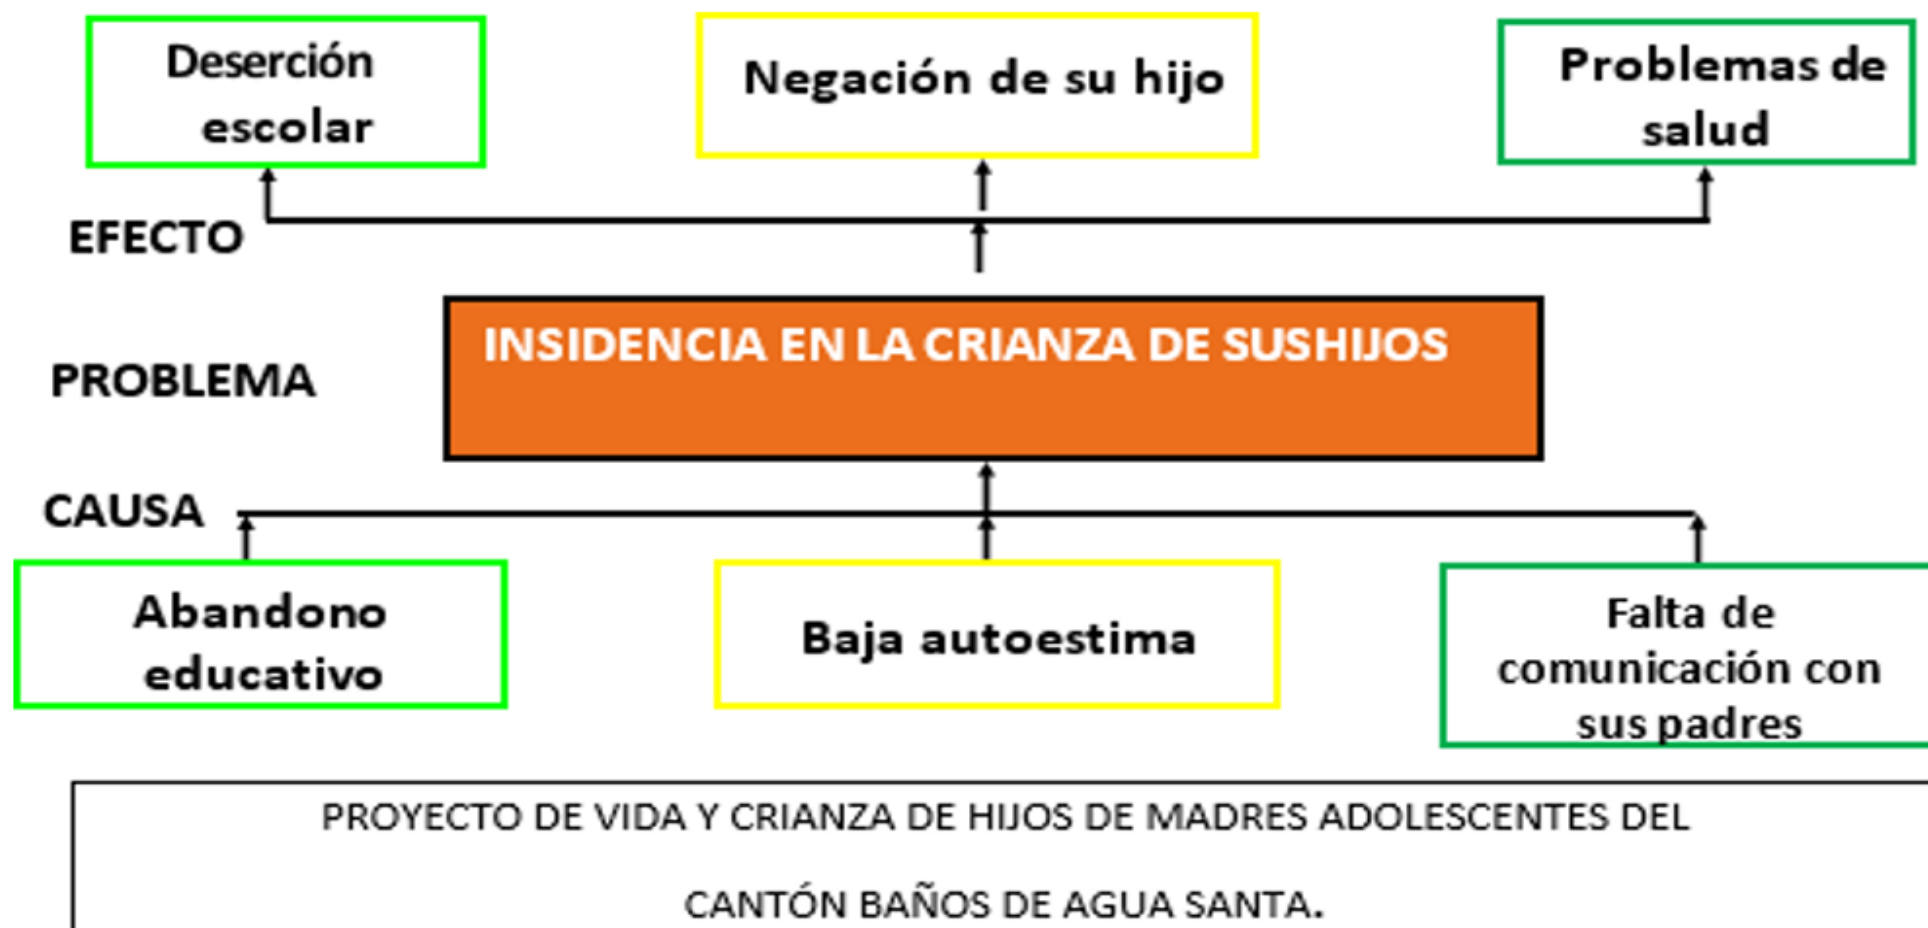 Deserción
escolar
Negación de su hijo
Problemas de
salud
EFECTO
INSIDENCIA EN LA CRIANZA DE SUSHIJOS
PROBLEMA
CAUSA
Abandono
educativo
Baja autoestima
Falta de
comunicación con
sus padres
PROYECTO DE VIDA Y CRIANZA DE HIJOS DE MADRES ADOLESCENTES DEL
CANTÓN BAÑOS DE AGUA SANTA.